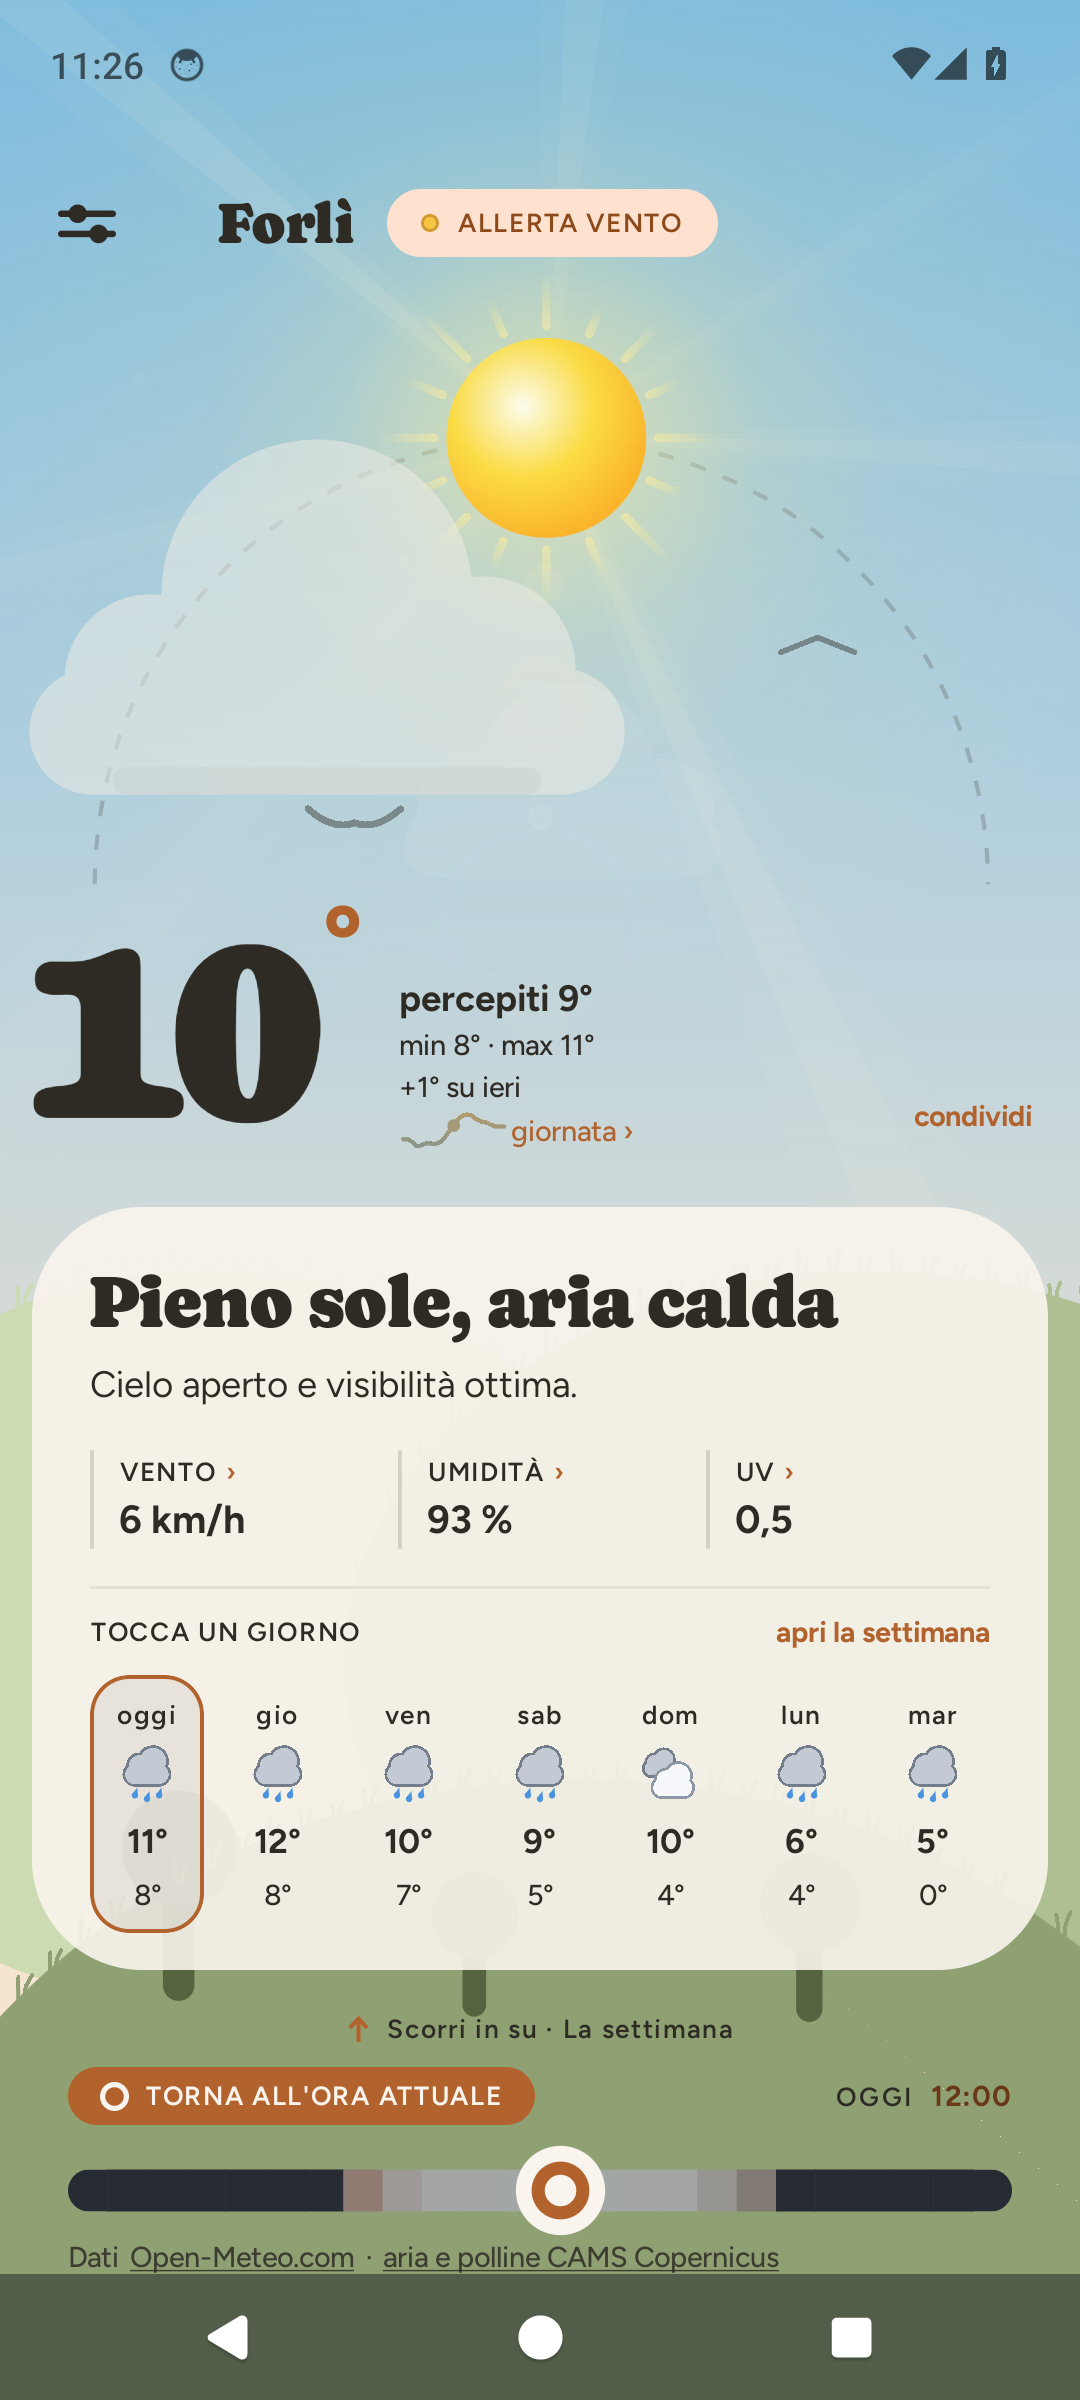 11:26
Forlì
ALLERTA VENTO
10°
percepiti 9°
min 8° · max 11°
+1° su ieri
giornata ›
condividi
Pieno sole, aria calda
Cielo aperto e visibilità ottima.
VENTO › UMIDITÀ › UV ›
6 km/h 93 % 0,5
TOCCA UN GIORNO apri la settimana
oggi gio ven sab dom lun mar
11° 12° 10° 9° 10° 6° 5°
8° 8° 7° 5° 4° 4° 0°
↑ Scorri in su · La settimana
TORNA ALL'ORA ATTUALE OGGI 12:00
Dati Open-Meteo.com · aria e polline CAMS Copernicus